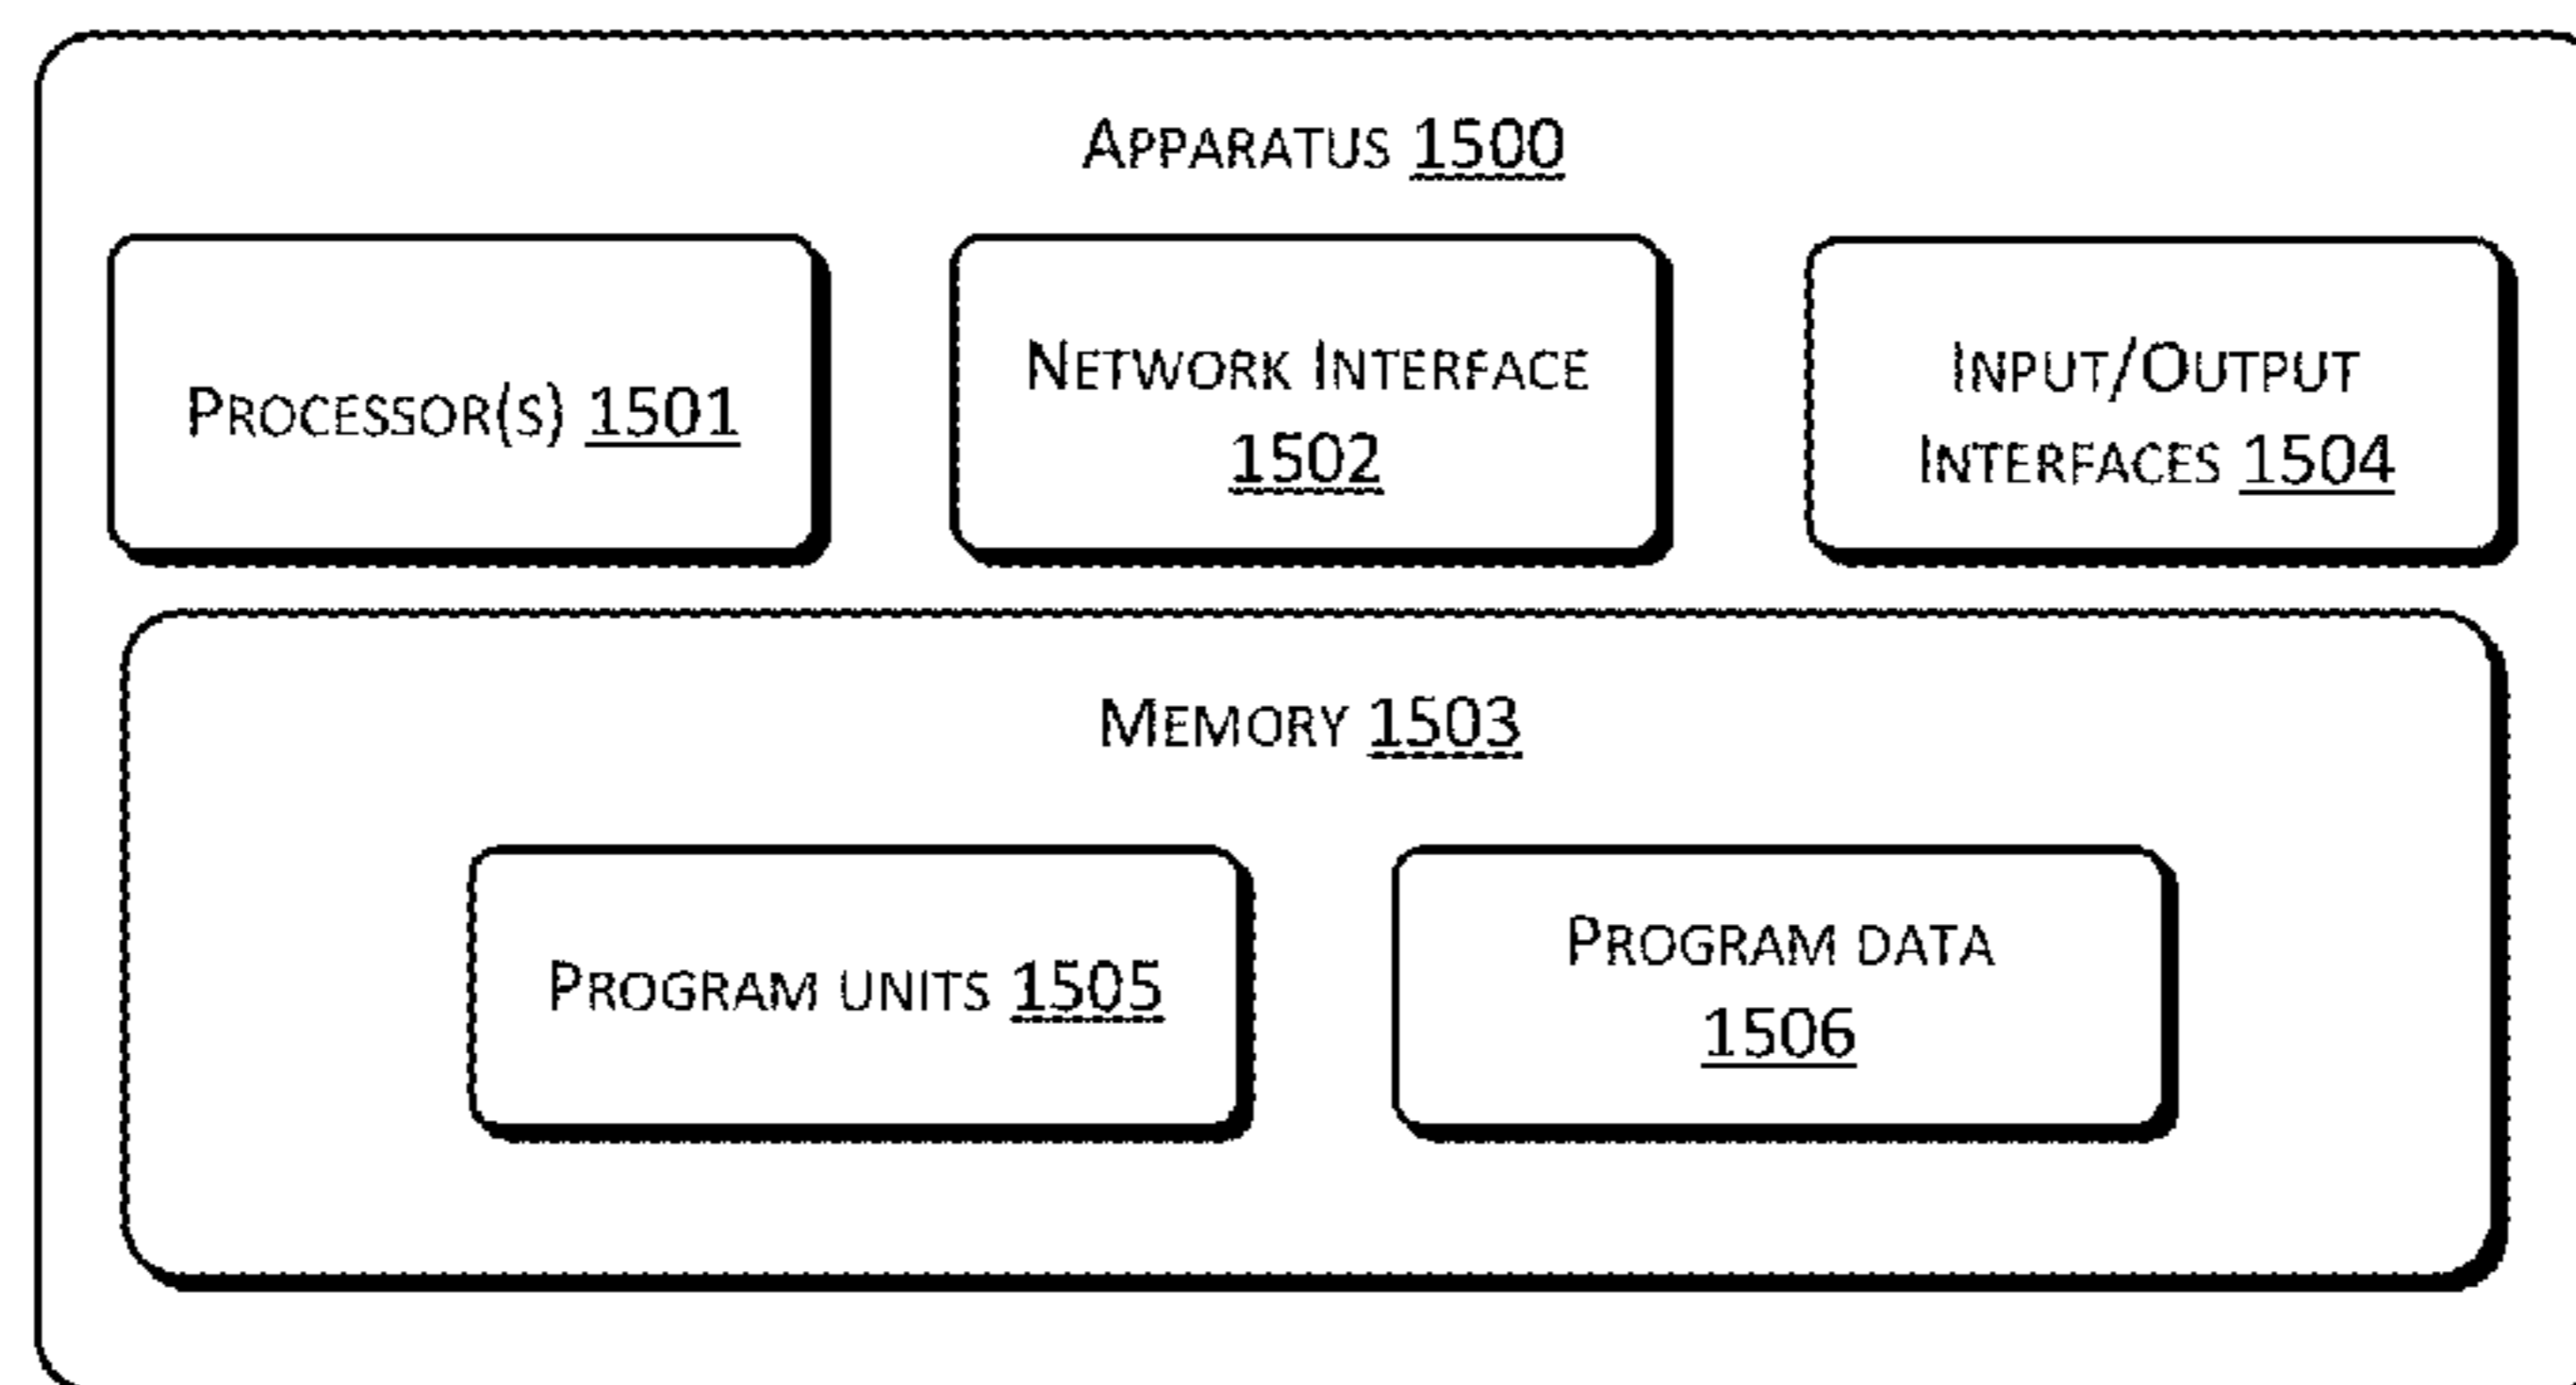 APPARATUS 1500
PROCESSOR(S) 1501
NETWORK INTERFACE
1502
INPUT/OUTPUT
INTERFACES 1504
MEMORY 1503
PROGRAM UNITS 1505
PROGRAM DATA
1506